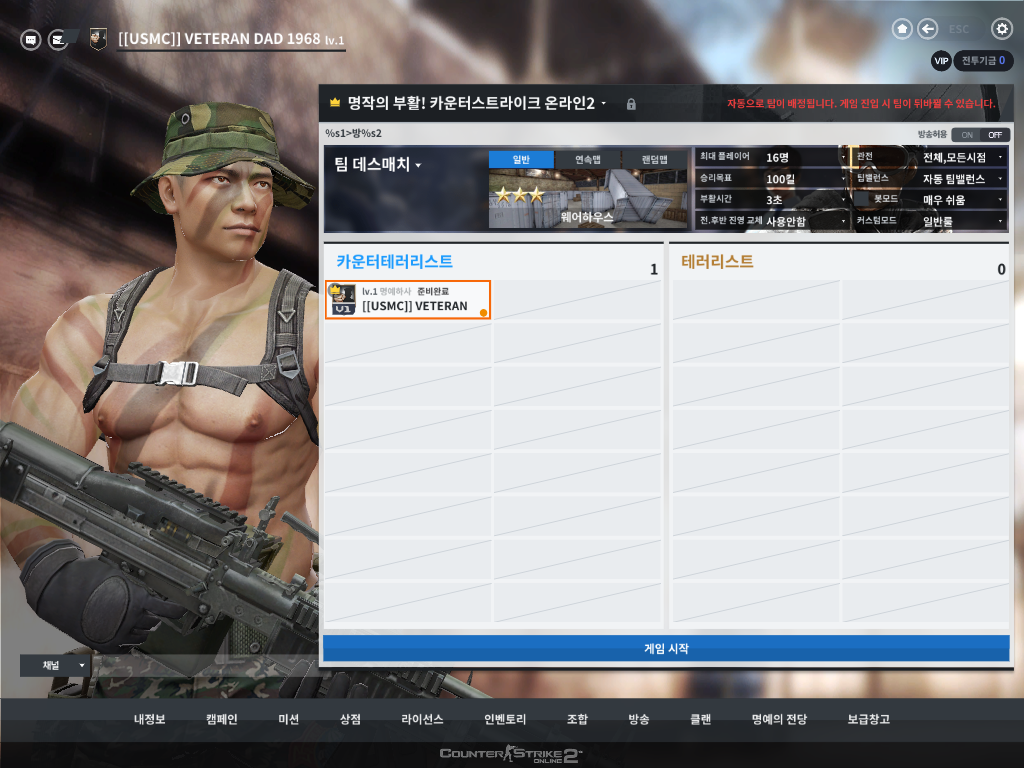 [[USMC]] VETERAN DAD 1968 lv.1
ESC
VIP 전투기금 0
명작의 부활! 카운터스트라이크 온라인2
자동으로 팀이 배정됩니다. 게임 진입 시 팀이 뒤바뀔 수 있습니다.
%s1>방%s2
방송허용 ON OFF
팀 데스매치
일반 연속맵 랜덤맵
웨어하우스
최대 플레이어 16명
승리목표 100킬
부활시간 3초
전.후반 진영 교체 사용안함
관전 전체,모든시점
팀밸런스 자동 팀밸런스
봇모드 매우 쉬움
커스텀모드 일반룰
카운터테러리스트 1
테러리스트 0
lv.1 명예하사 준비완료
[[USMC]] VETERAN
게임 시작
채널
내정보 캠페인 미션 상점 라이선스 인벤토리 조합 방송 클랜 명예의 전당 보급창고
COUNTER STRIKE ONLINE 2